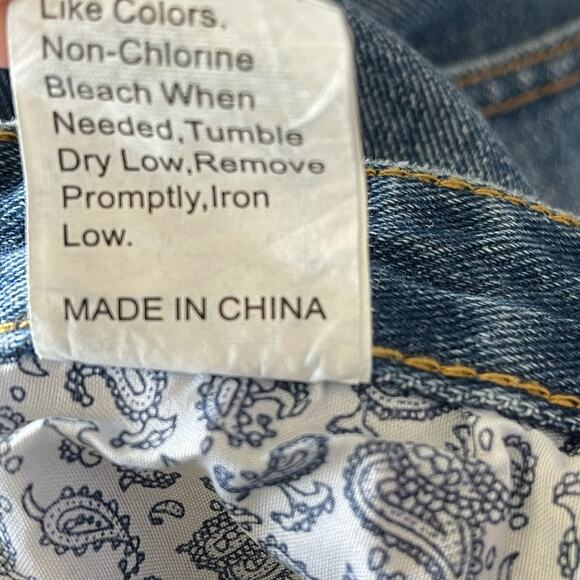 Like Colors.
Non-Chlorine
Bleach When
Needed,Tumble
Dry Low,Remove
Promptly,Iron
Low.
MADE IN CHINA